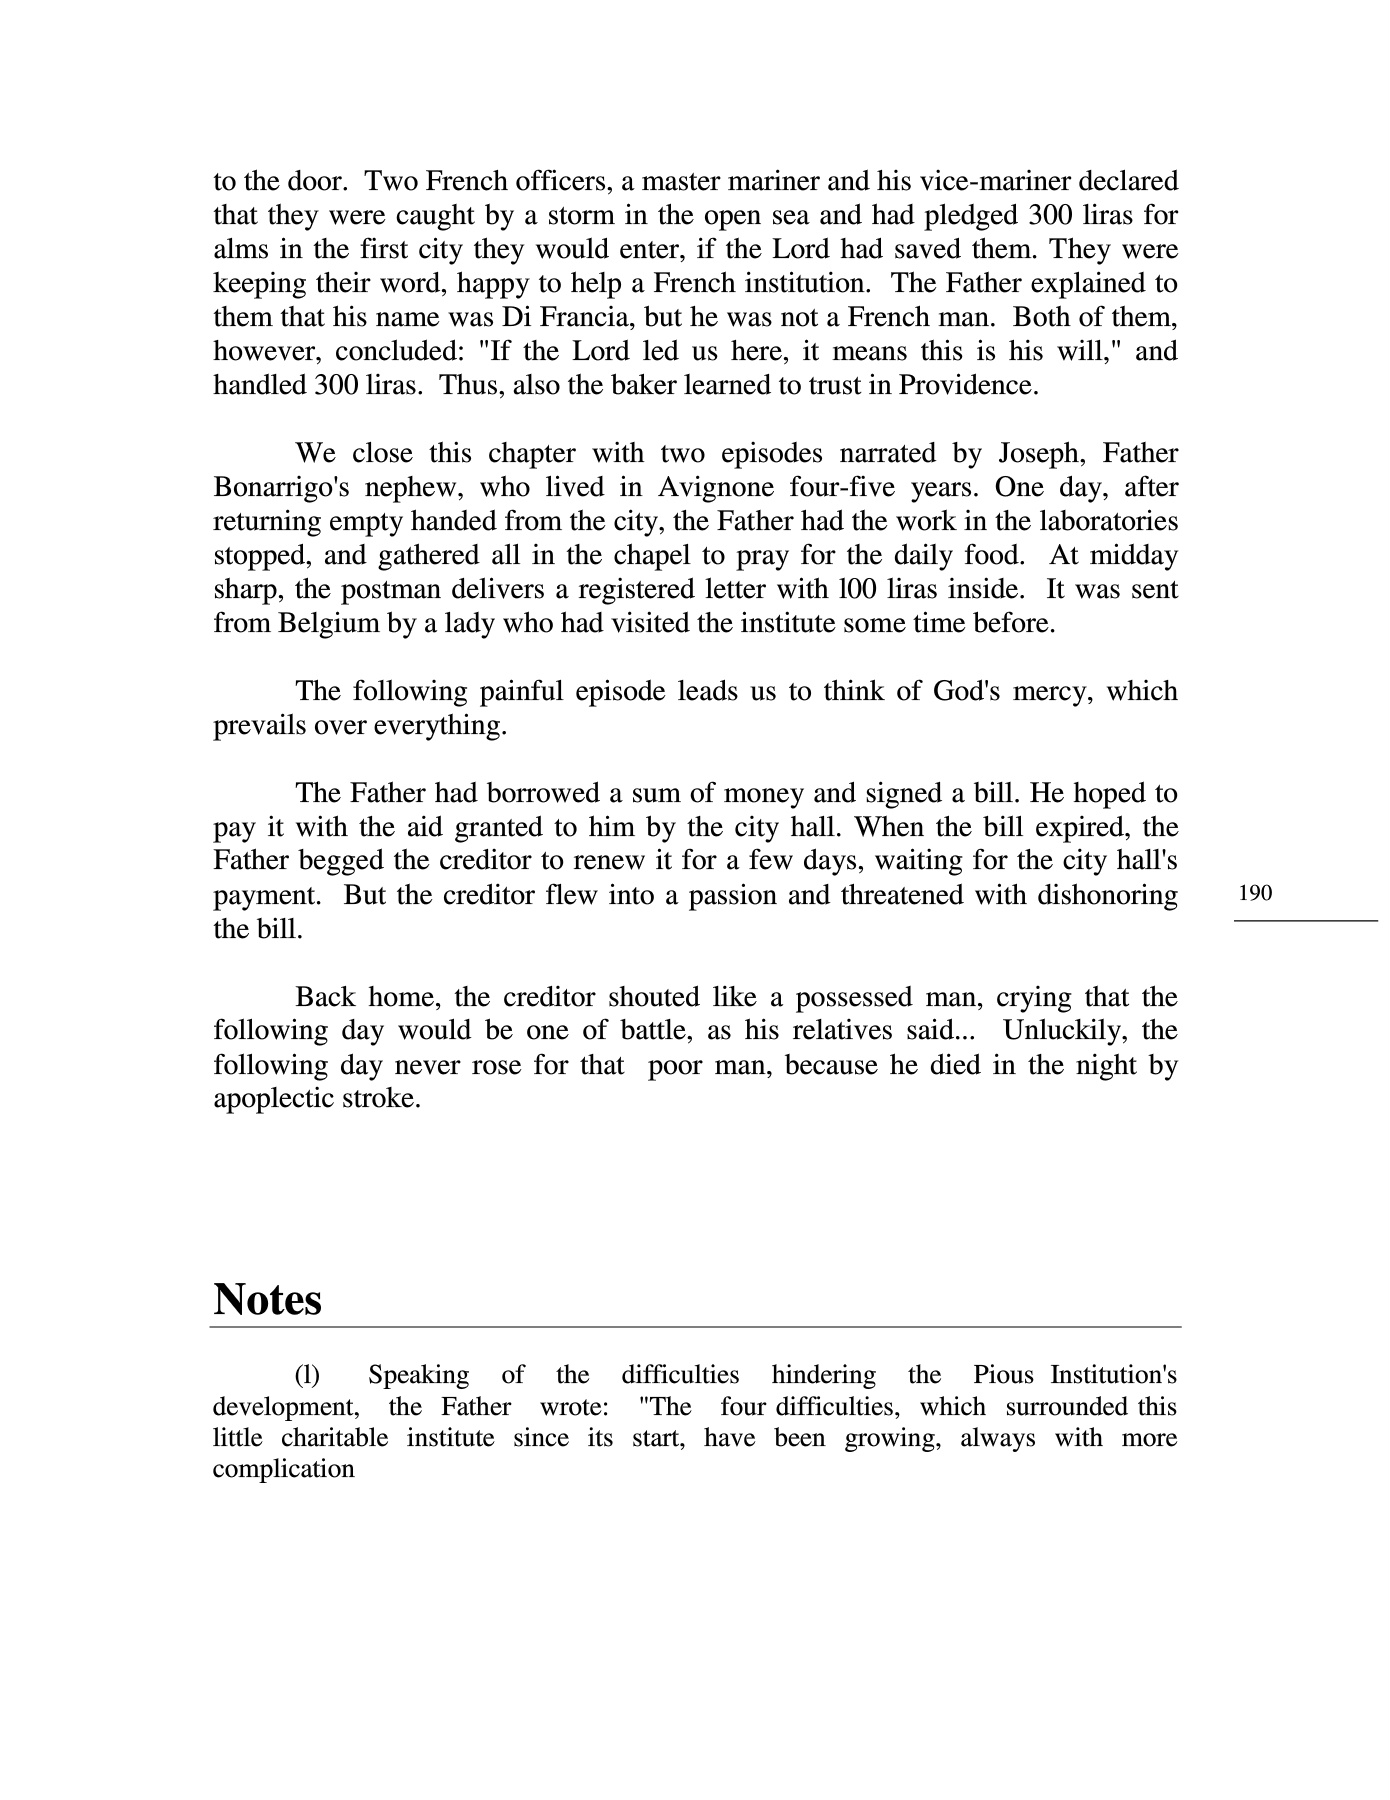 to the door.  Two French officers, a master mariner and his vice-mariner declared
that they were caught by a storm in the open sea and had pledged 300 liras for
alms in the first city they would enter, if the Lord had saved them. They were
keeping their word, happy to help a French institution.  The Father explained to
them that his name was Di Francia, but he was not a French man.  Both of them,
however, concluded: "If the Lord led us here, it means this is his will," and
handled 300 liras.  Thus, also the baker learned to trust in Providence.
We close this chapter with two episodes narrated by Joseph, Father
Bonarrigo's nephew, who lived in Avignone four-five years. One day, after
returning empty handed from the city, the Father had the work in the laboratories
stopped, and gathered all in the chapel to pray for the daily food.  At midday
sharp, the postman delivers a registered letter with l00 liras inside.  It was sent
from Belgium by a lady who had visited the institute some time before.
The following painful episode leads us to think of God's mercy, which
prevails over everything.
The Father had borrowed a sum of money and signed a bill. He hoped to
pay it with the aid granted to him by the city hall. When the bill expired, the
Father begged the creditor to renew it for a few days, waiting for the city hall's
payment.  But the creditor flew into a passion and threatened with dishonoring
the bill.
190
Back home, the creditor shouted like a possessed man, crying that the
following day would be one of battle, as his relatives said...  Unluckily, the
following day never rose for that  poor man, because he died in the night by
apoplectic stroke.
Notes
(l) Speaking of the difficulties hindering the Pious Institution's
development, the Father wrote: "The four difficulties, which surrounded this
little charitable institute since its start, have been growing, always with more
complication